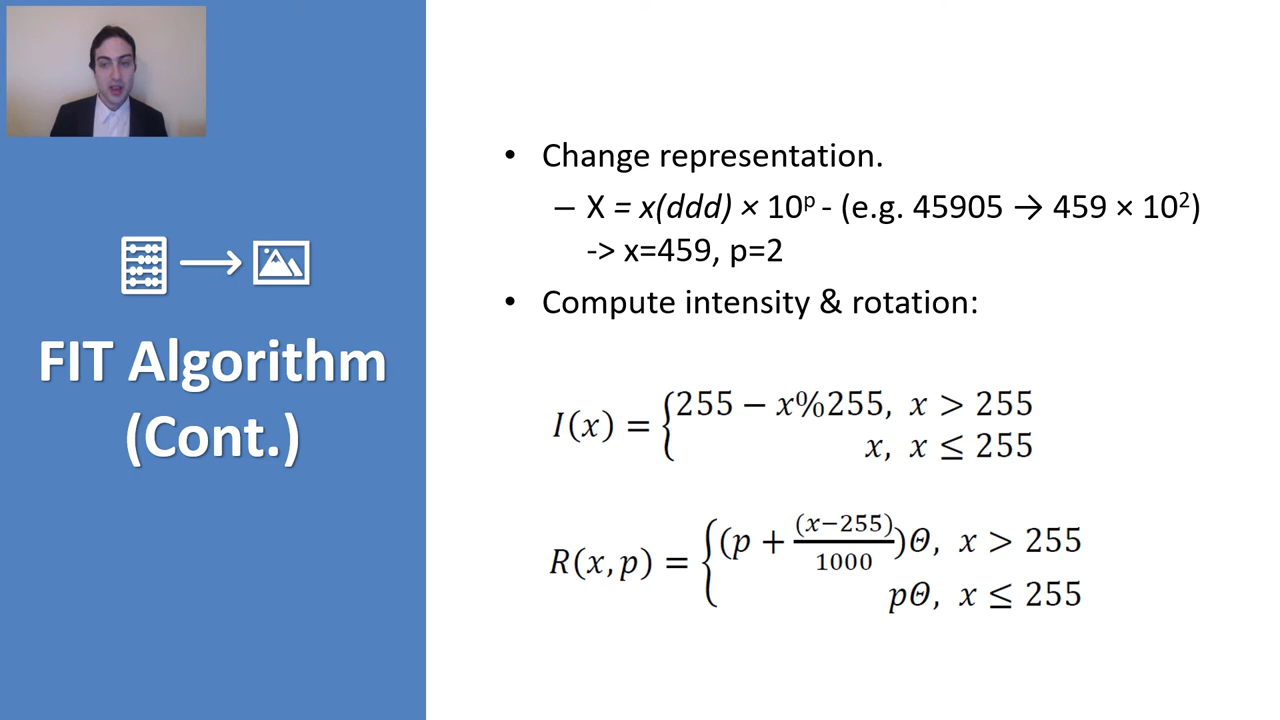 FIT Algorithm
(Cont.)
• Change representation.
– X = x(ddd) × 10ᵖ - (e.g. 45905 → 459 × 10²)
-> x=459, p=2
• Compute intensity & rotation:
I(x) = {255 − x%255, x > 255
x, x ≤ 255
R(x, p) = {(p + (x−255)/1000)Θ, x > 255
pΘ, x ≤ 255